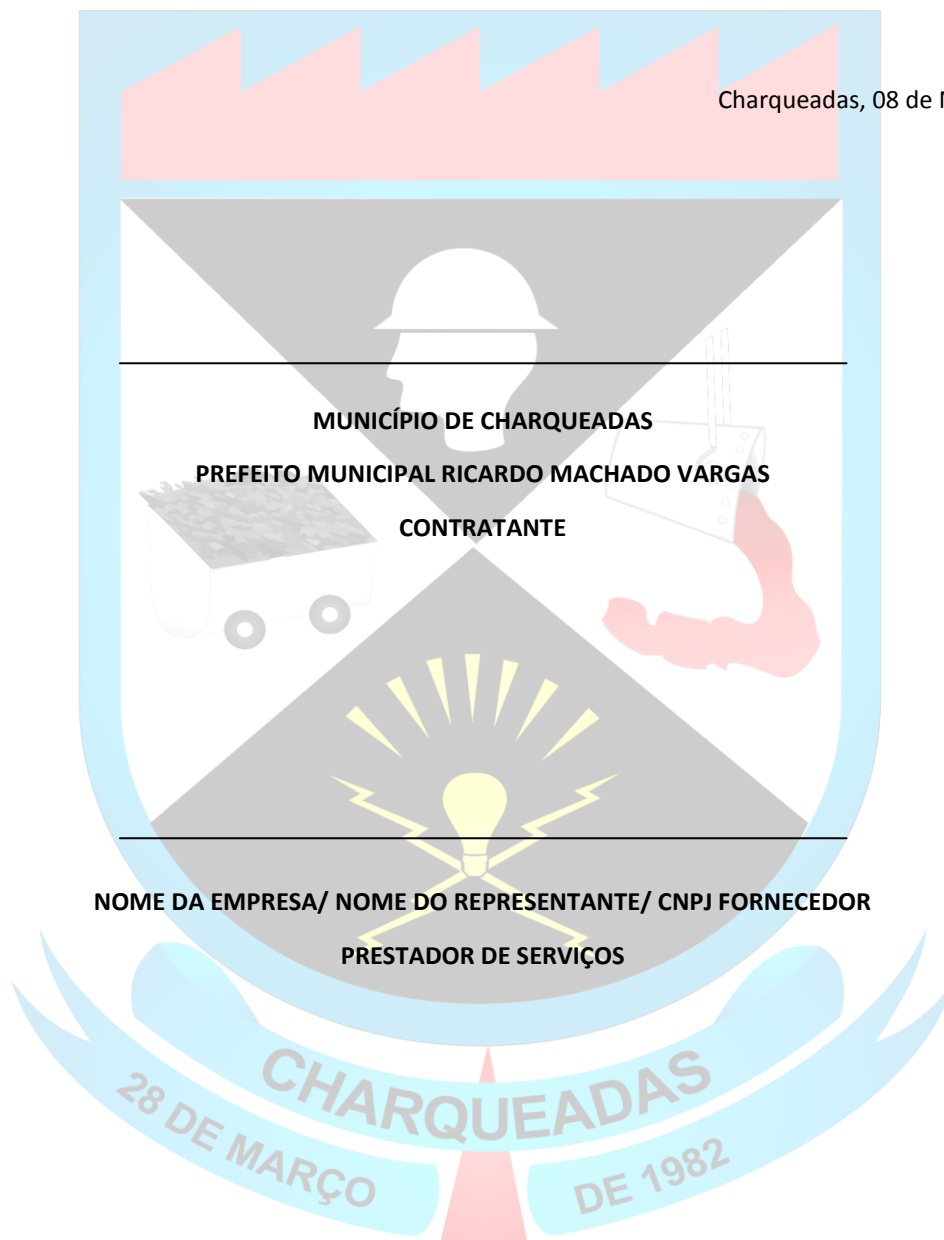 Charqueadas, 08 de
MUNICÍPIO DE CHARQUEADAS
PREFEITO MUNICIPAL RICARDO MACHADO VARGAS
CONTRATANTE
NOME DA EMPRESA/ NOME DO REPRESENTANTE/ CNPJ FORNECEDOR
PRESTADOR DE SERVIÇOS
CHARQUEADAS
28 DE MARÇO DE 1982